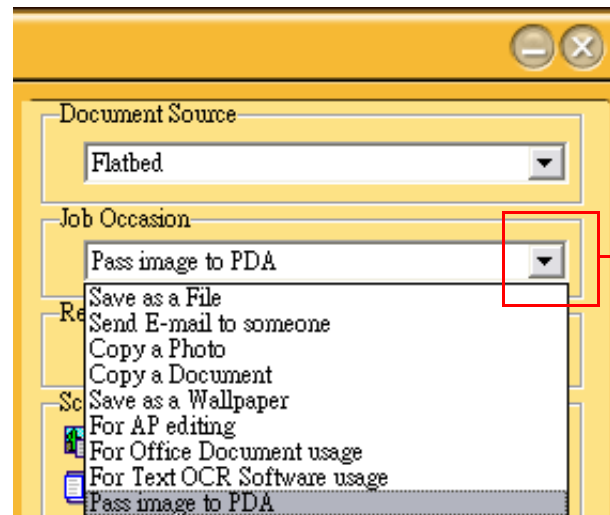 Document Source
Flatbed
Job Occasion
Pass image to PDA
Save as a File
Re
Send E-mail to someone
Copy a Photo
Copy a Document
Sc
Save as a Wallpaper
For AP editing
For Office Document usage
For Text OCR Software usage
Pass image to PDA